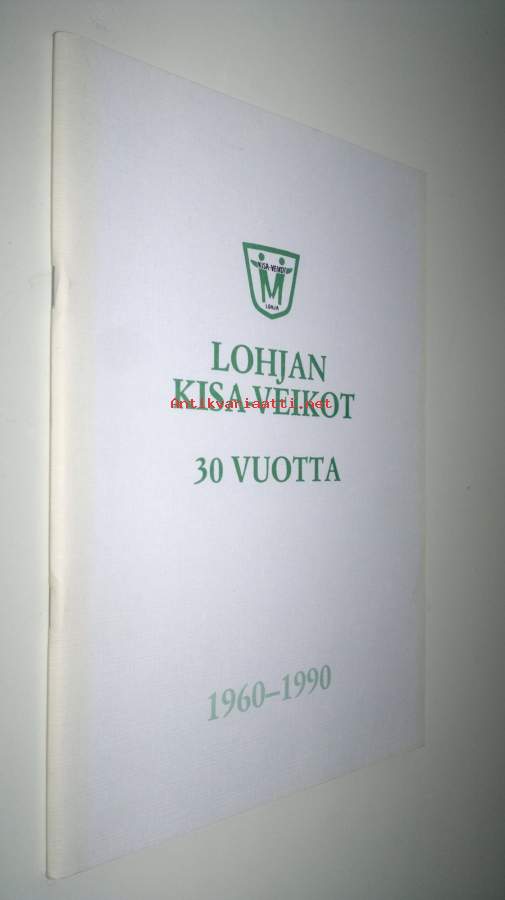 KISA-VEIKOT
M
LOHJA
LOHJAN
KISA-VEIKOT
Antikvariaatti.net
30 VUOTTA
1960–1990